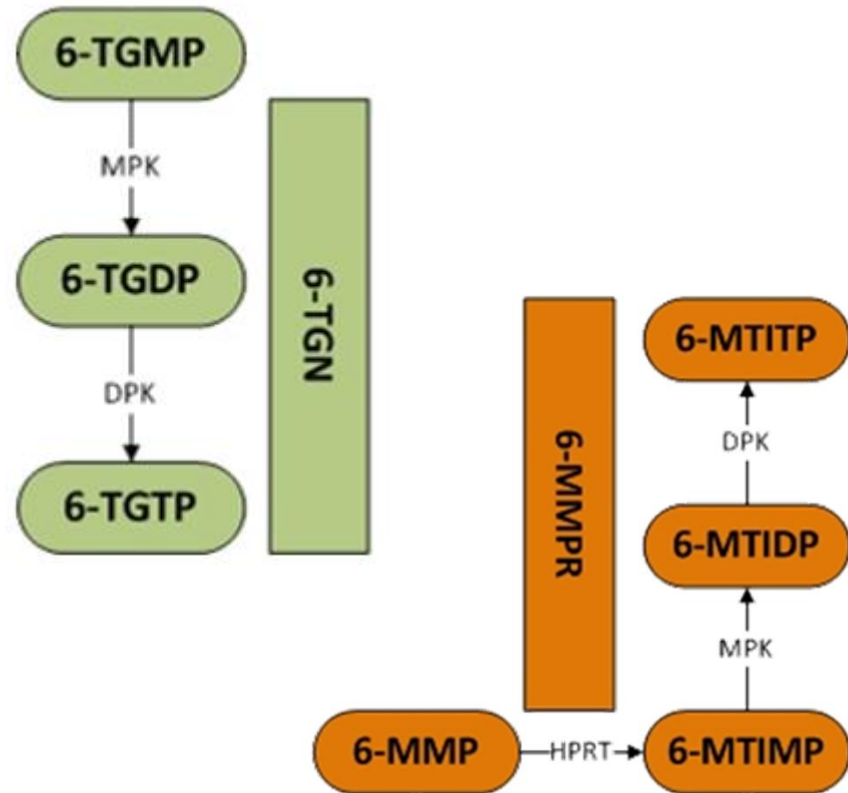 6-TGMP
MPK
6-TGDP
DPK
6-TGTP
6-TGN
6-MMPR
6-MTITP
DPK
6-MTIDP
MPK
6-MMP
HPRT
6-MTIMP